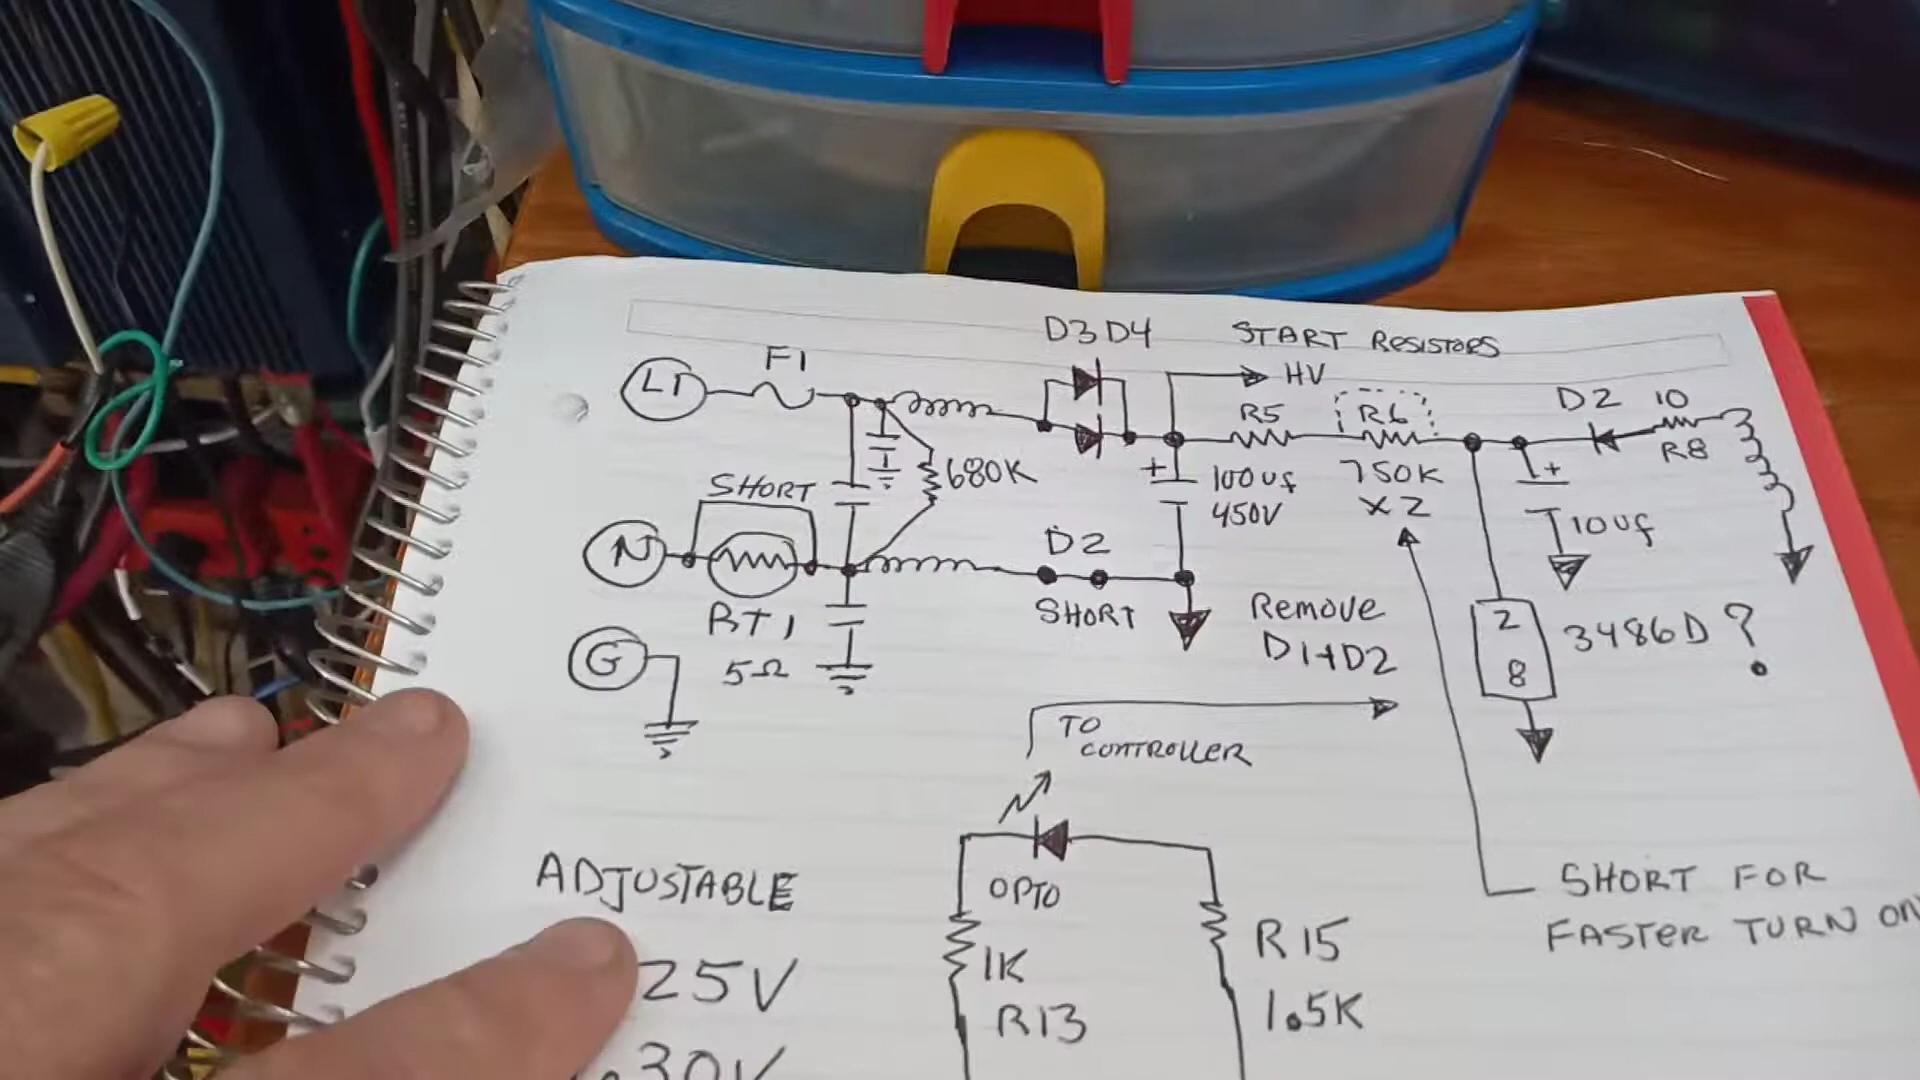 D3 D4 START RESISTORS
F1
L1
HV
R5 R6 D2 10
R8
680K
+ 100uf 750K
450V X2
+
10uf
SHORT
N
D2
SHORT
RT1
5Ω
G
Remove
D1+D2
2
8
3486D ?
TO
CONTROLLER
OPTO
ADJUSTABLE
25V
30V
1K
R13
R15
1.5K
SHORT FOR
FASTER TURN ON